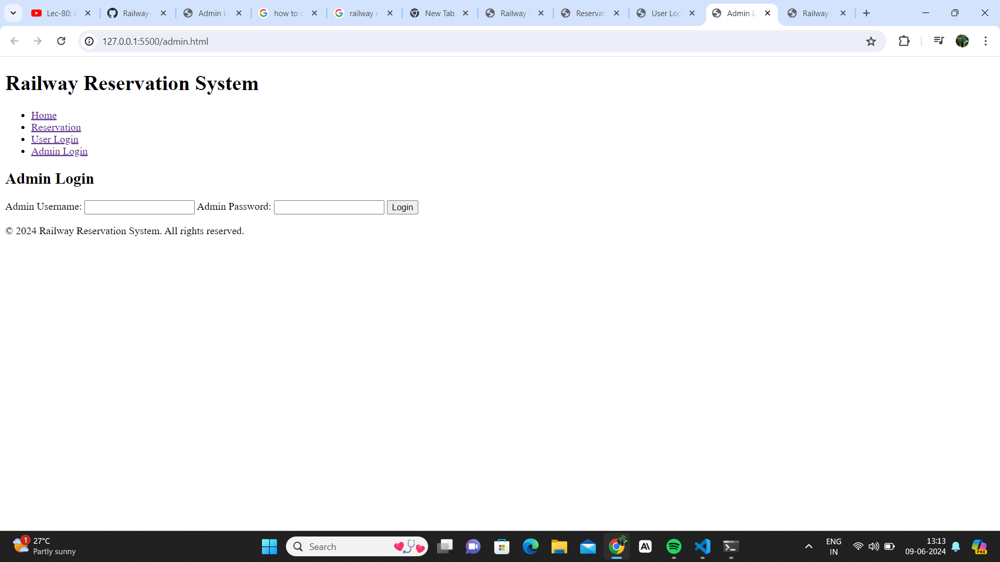 Lec-80: I
Railway-
Admin L
how to c
railway r
New Tab
Railway
Reservat
User Log
Admin L
Railway
127.0.0.1:5500/admin.html
Railway Reservation System
Home
Reservation
User Login
Admin Login
Admin Login
Admin Username: Admin Password: Login
© 2024 Railway Reservation System. All rights reserved.
1
27°C
Partly sunny
Search
PRE
ENG
IN
13:13
09-06-2024